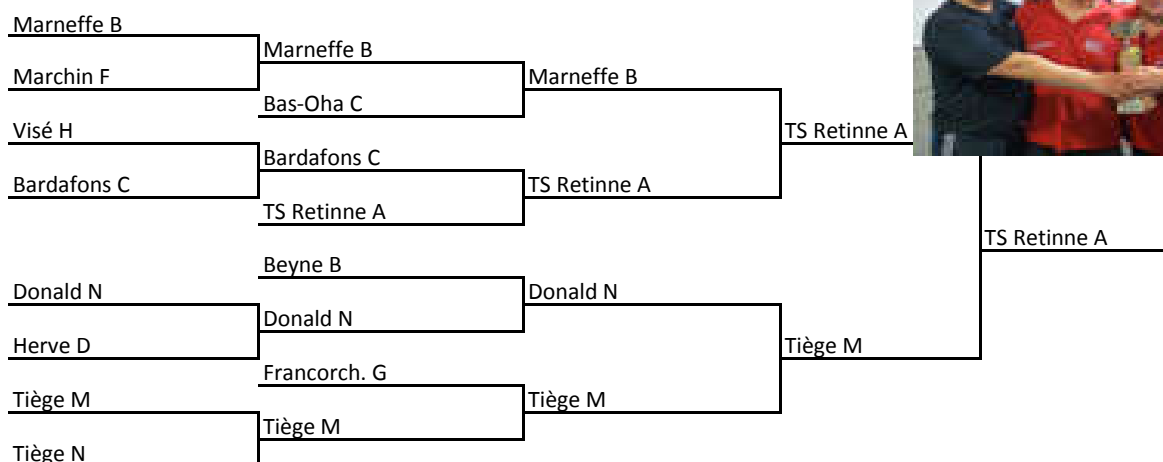 Marneffe B
Marchin F
Visé H
Bardafons C
Donald N
Herve D
Tiège M
Tiège N
Marneffe B
Bas-Oha C
Bardafons C
TS Retinne A
Beyne B
Donald N
Francorch. G
Tiège M
Marneffe B
TS Retinne A
Donald N
Tiège M
TS Retinne A
Tiège M
TS Retinne A